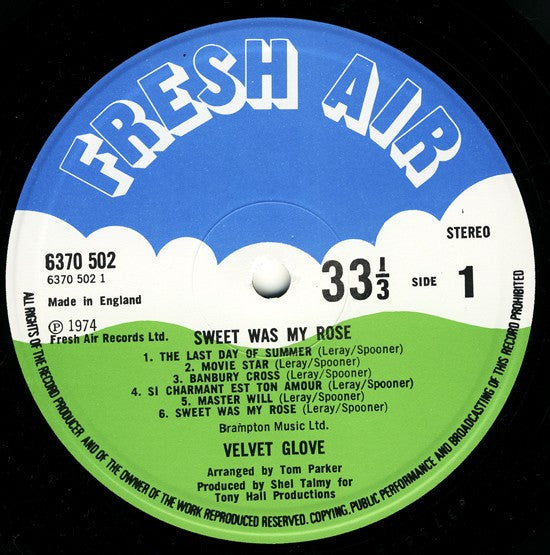 FRESH AIR
STEREO
6370 502
6370 502 1
33 1/3
SIDE 1
Made in England
Ⓟ 1974
Fresh Air Records Ltd.
SWEET WAS MY ROSE
1. THE LAST DAY OF SUMMER (Leray/Spooner)
2. MOVIE STAR (Leray/Spooner)
3. BANBURY CROSS (Leray/Spooner)
4. SI CHARMANT EST TON AMOUR (Leray/Spooner)
5. MASTER WILL (Leray/Spooner)
6. SWEET WAS MY ROSE (Leray/Spooner)
Brampton Music Ltd.
VELVET GLOVE
Arranged by Tom Parker
Produced by Shel Talmy for
Tony Hall Productions
ALL RIGHTS OF THE RECORD PRODUCER AND OF THE OWNER OF THE WORK REPRODUCED RESERVED. COPYING, PUBLIC PERFORMANCE AND BROADCASTING OF THIS RECORD PROHIBITED